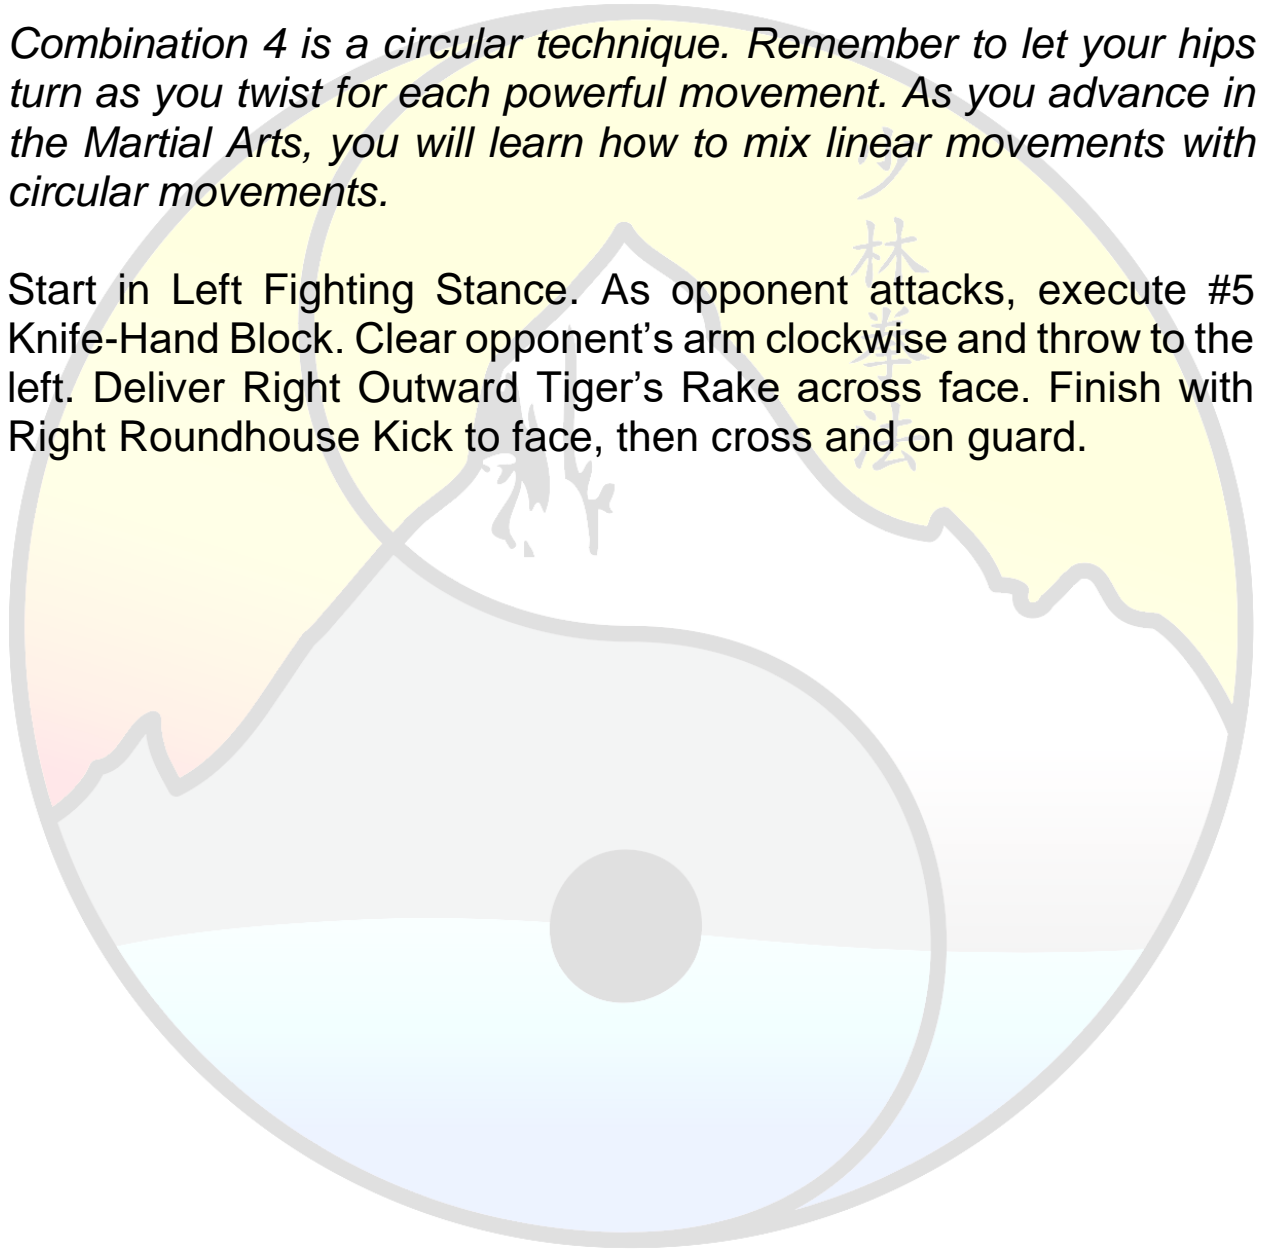 Combination 4 is a circular technique. Remember to let your hips
turn as you twist for each powerful movement. As you advance in
the Martial Arts, you will learn how to mix linear movements with
circular movements.
Start in Left Fighting Stance. As opponent attacks, execute #5
Knife-Hand Block. Clear opponent’s arm clockwise and throw to the
left. Deliver Right Outward Tiger’s Rake across face. Finish with
Right Roundhouse Kick to face, then cross and on guard.
少
林
拳
法